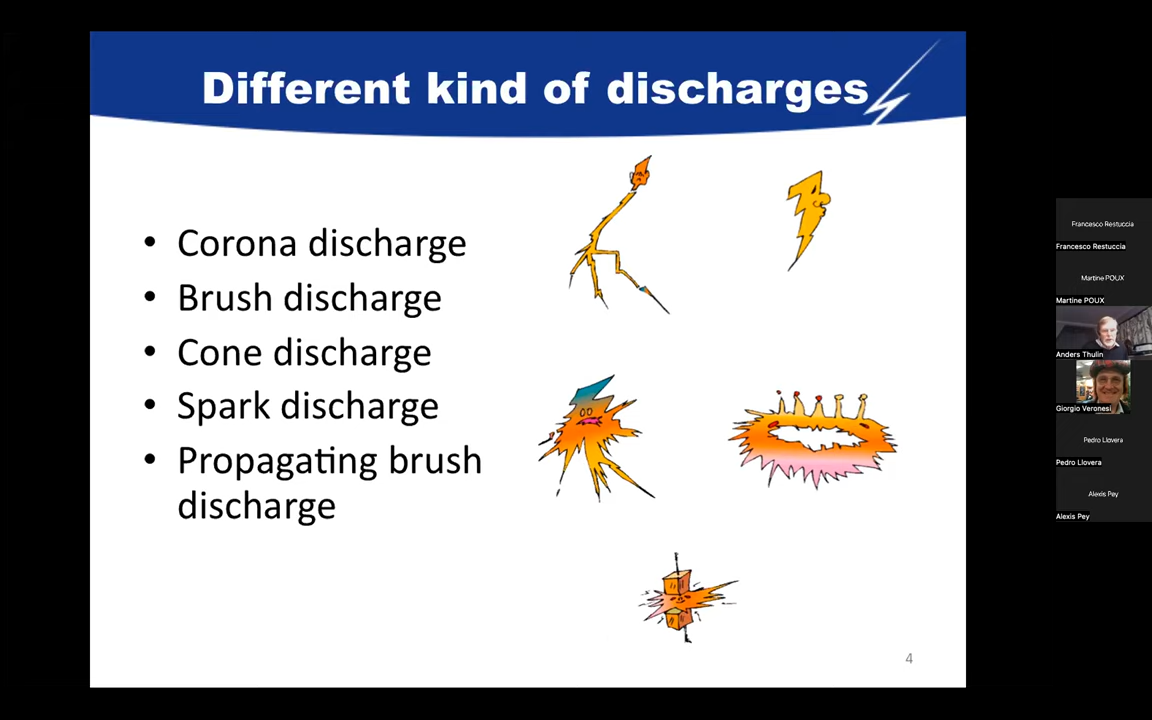 Different kind of discharges
• Corona discharge
• Brush discharge
• Cone discharge
• Spark discharge
• Propagating brush
discharge
4
Francesco Restuccia
Francesco Restuccia
Martine POUX
Martine POUX
Anders Thulin
Giorgio Veronesi
Pedro Llovera
Pedro Llovera
Alexis Pey
Alexis Pey